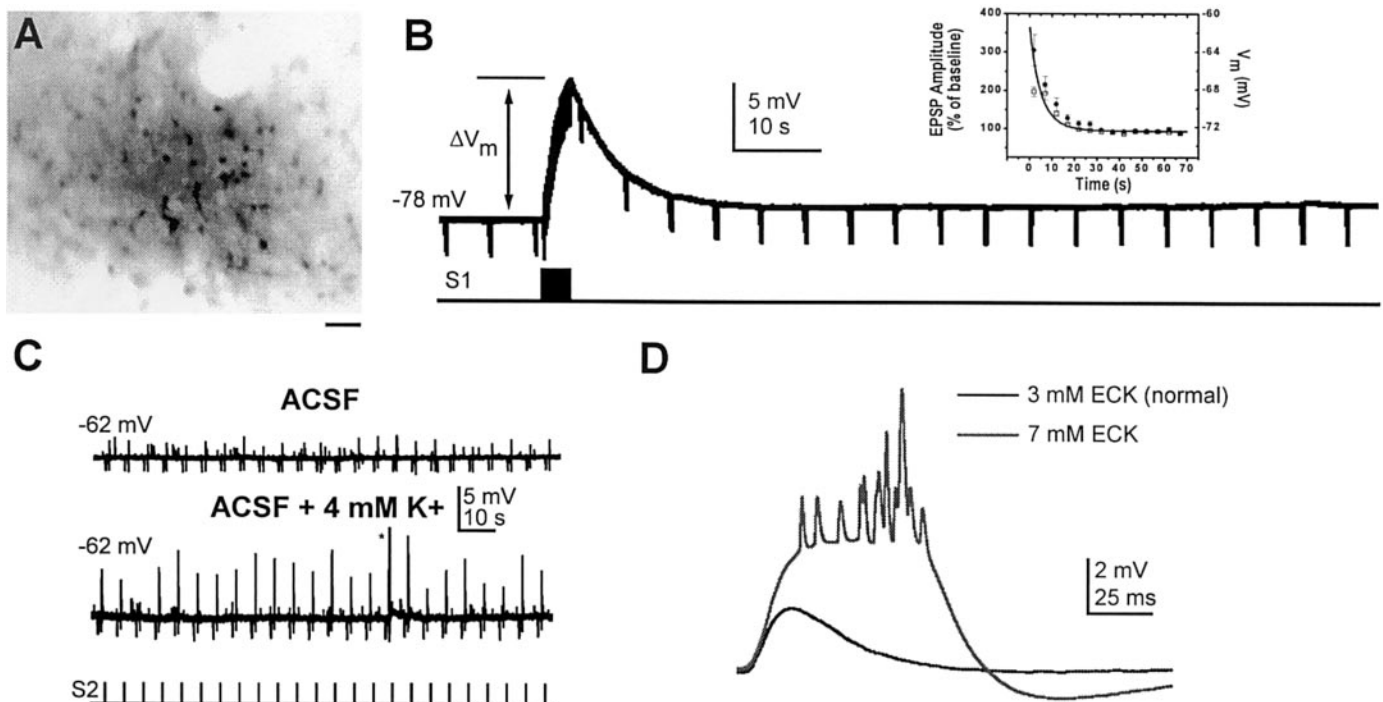 A
B
400
300
200
100
EPSP Amplitude
(% of baseline)
-60
-64
-68
-72
Vm (mV)
0 10 20 30 40 50 60 70
Time (s)
5 mV
10 s
ΔVm
-78 mV
S1
C
ACSF
-62 mV
ACSF + 4 mM K+
5 mV
10 s
-62 mV
*
S2
D
3 mM ECK (normal)
7 mM ECK
2 mV
25 ms